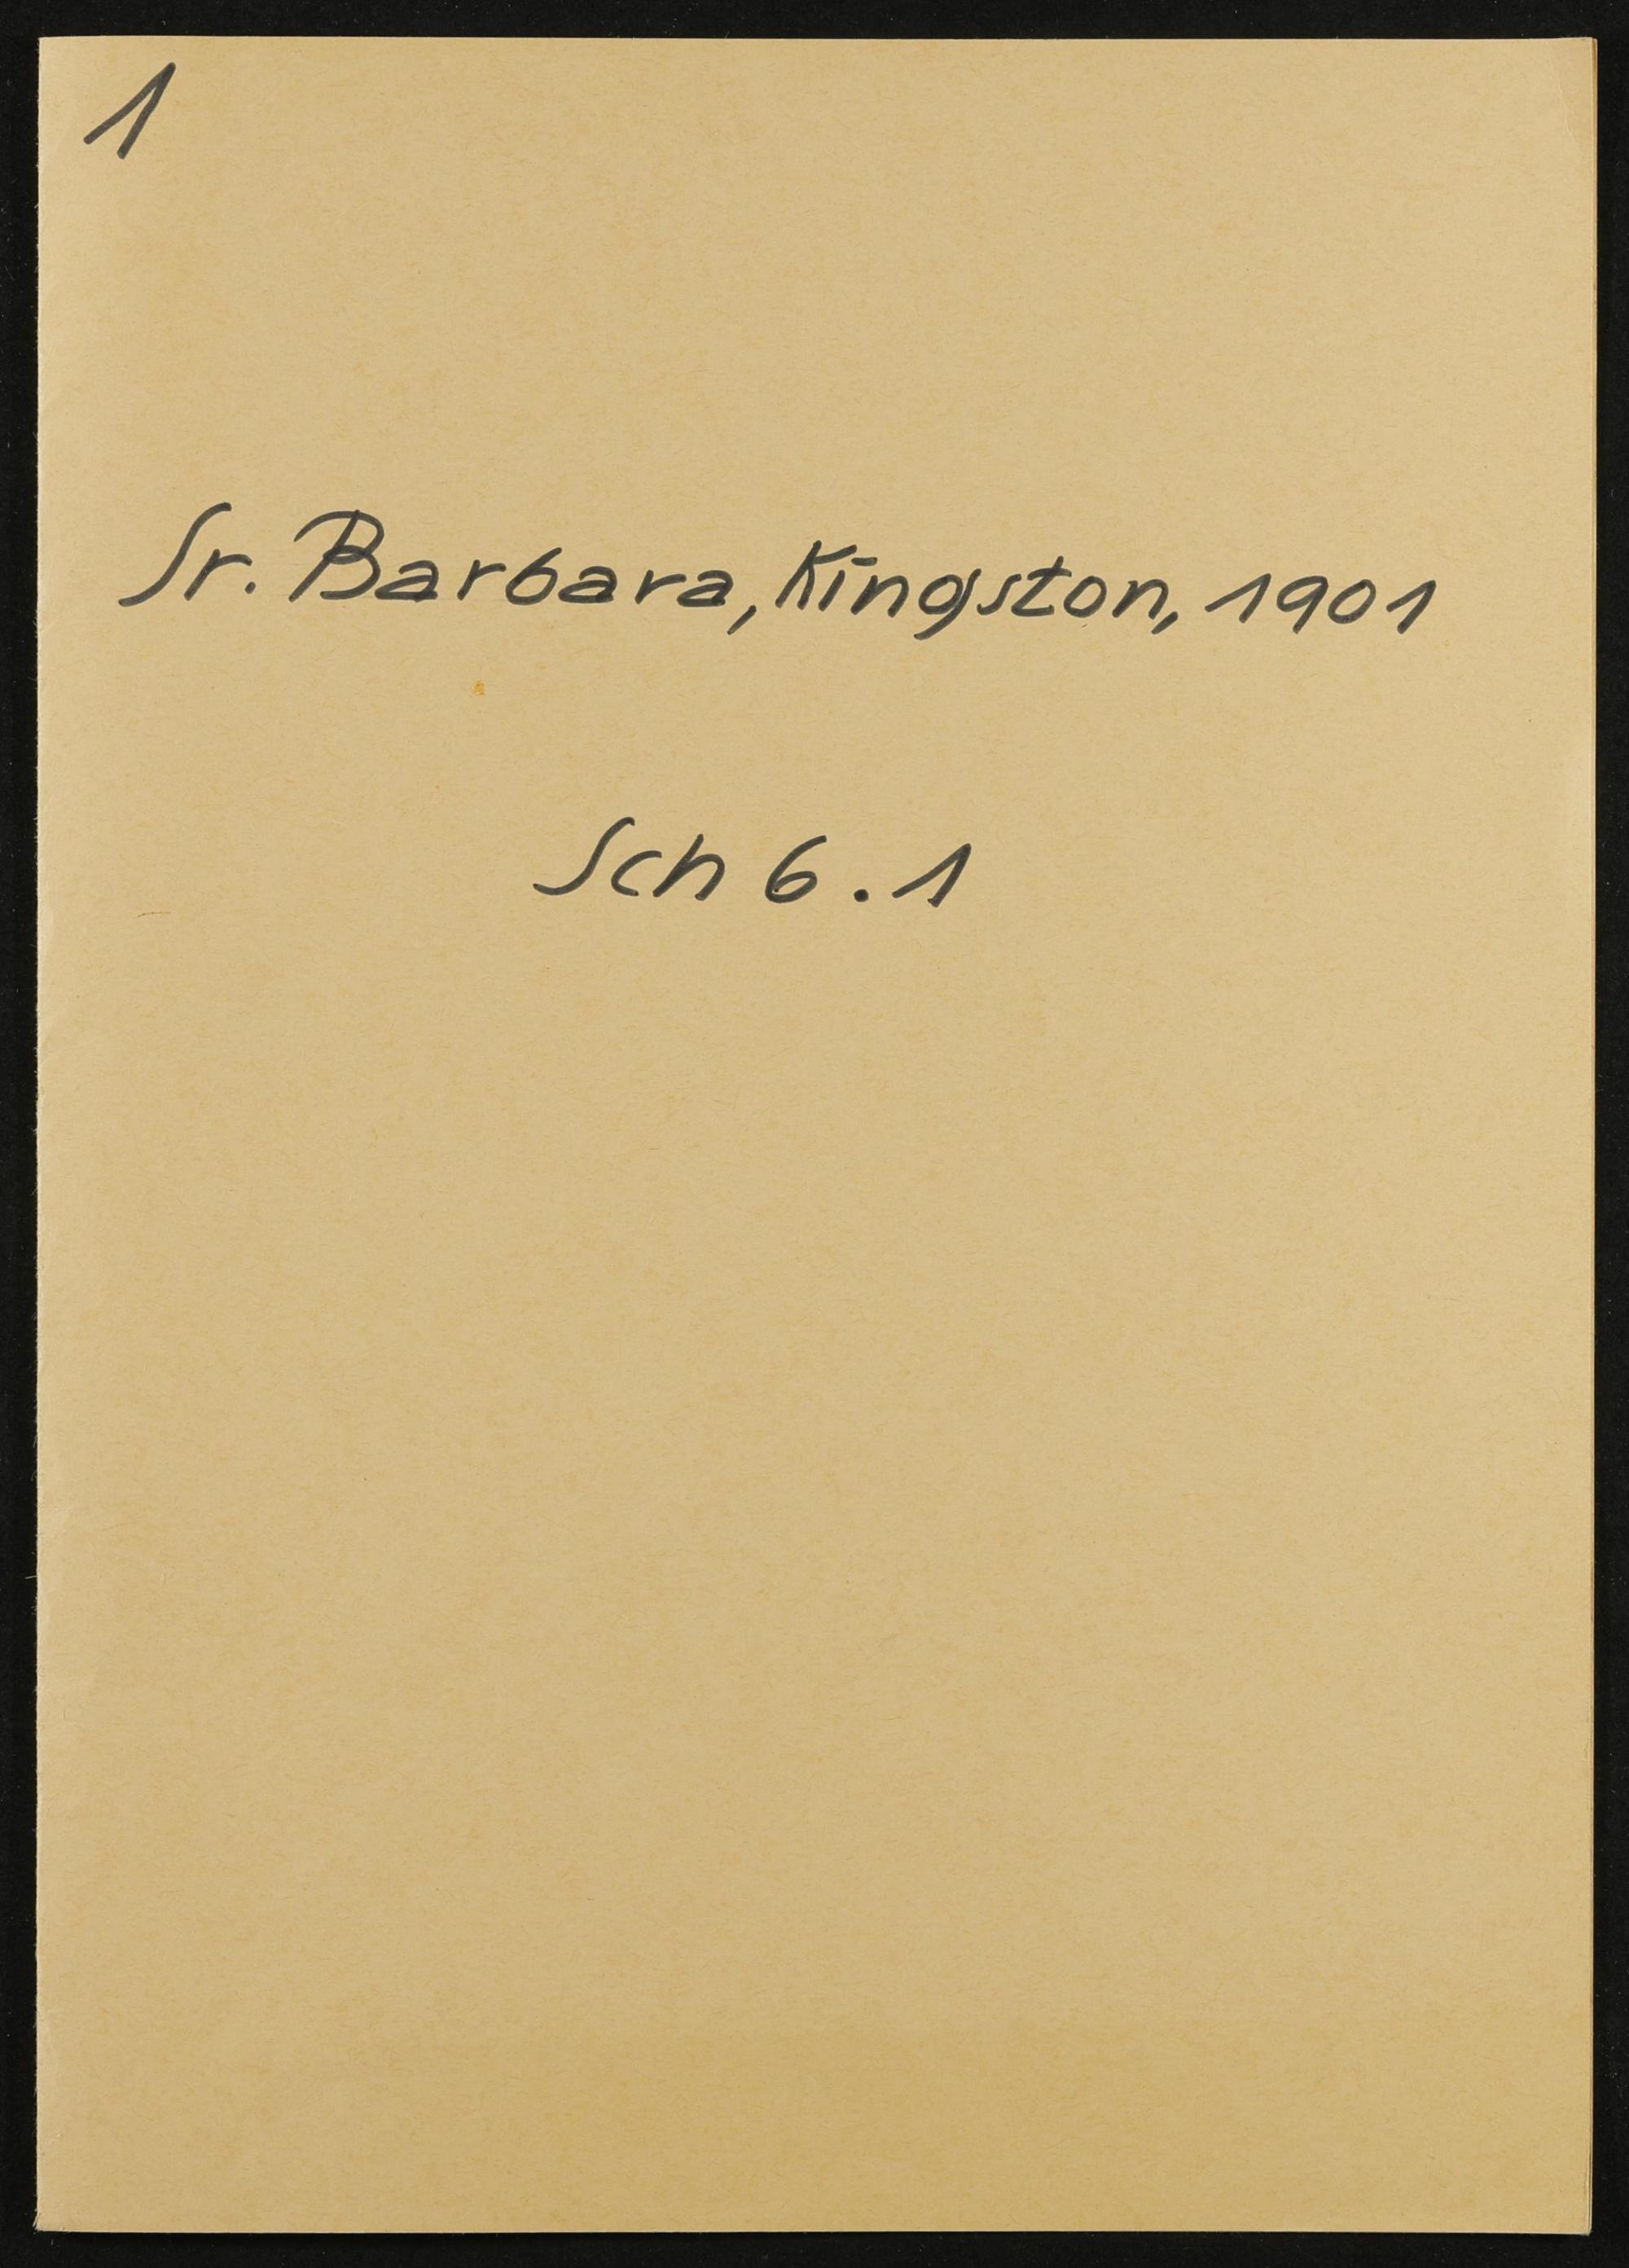 1
Sr. Barbara, Kingston, 1901
Sch 6.1